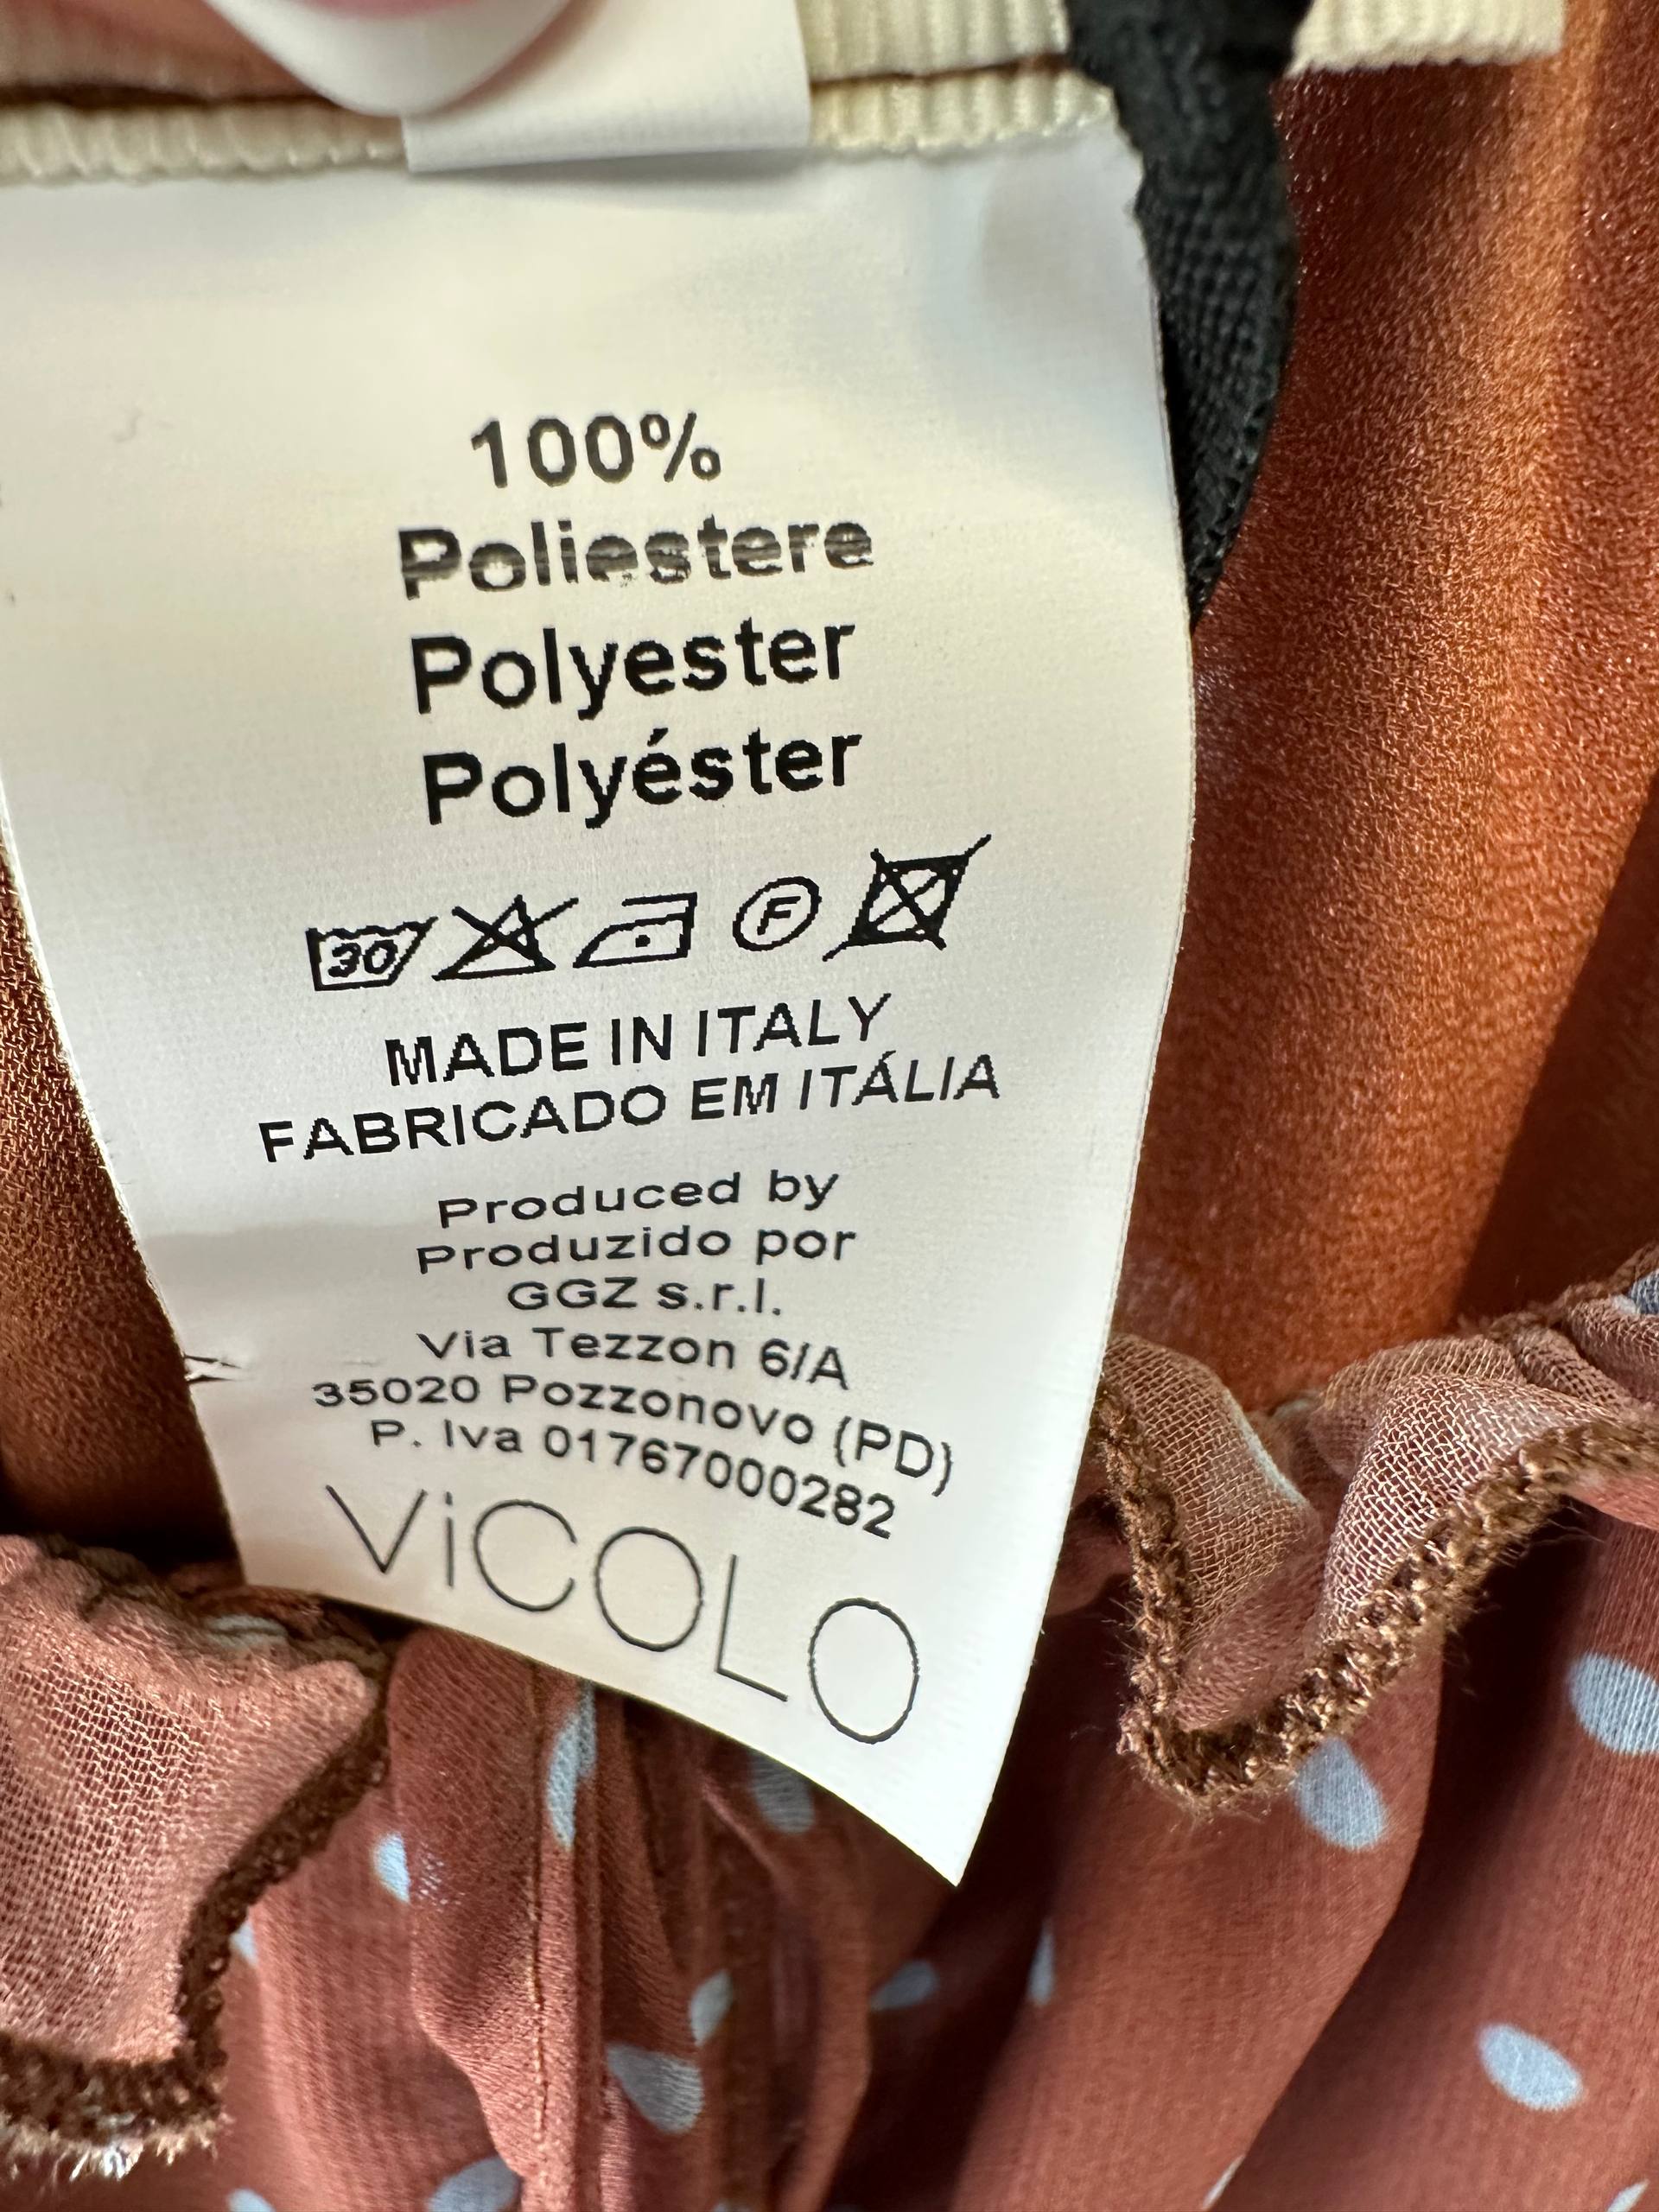 100%
Poliestere
Polyester
Polyéster
30 F
MADE IN ITALY
FABRICADO EM ITÁLIA
Produced by
Produzido por
GGZ s.r.l.
Via Tezzon 6/A
35020 Pozzonovo (PD)
P. Iva 01767000282
ViCOLO